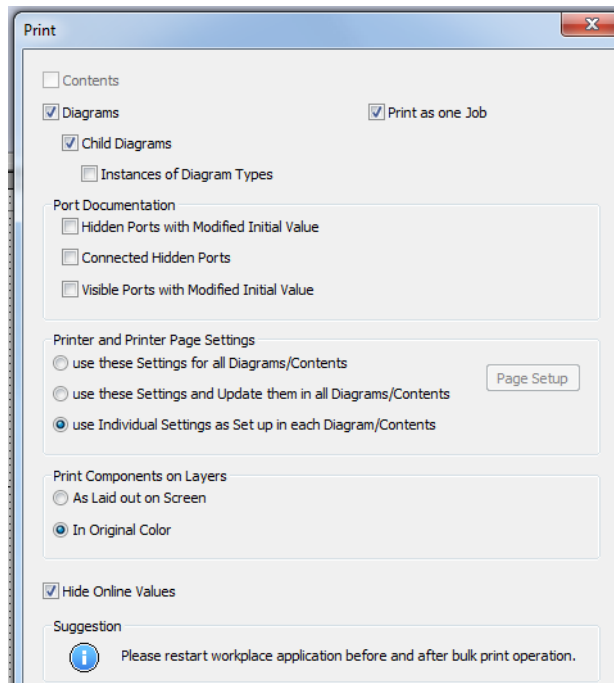 Print
Contents
Diagrams
Print as one Job
Child Diagrams
Instances of Diagram Types
Port Documentation
Hidden Ports with Modified Initial Value
Connected Hidden Ports
Visible Ports with Modified Initial Value
Printer and Printer Page Settings
use these Settings for all Diagrams/Contents
Page Setup
use these Settings and Update them in all Diagrams/Contents
use Individual Settings as Set up in each Diagram/Contents
Print Components on Layers
As Laid out on Screen
In Original Color
Hide Online Values
Suggestion
Please restart workplace application before and after bulk print operation.